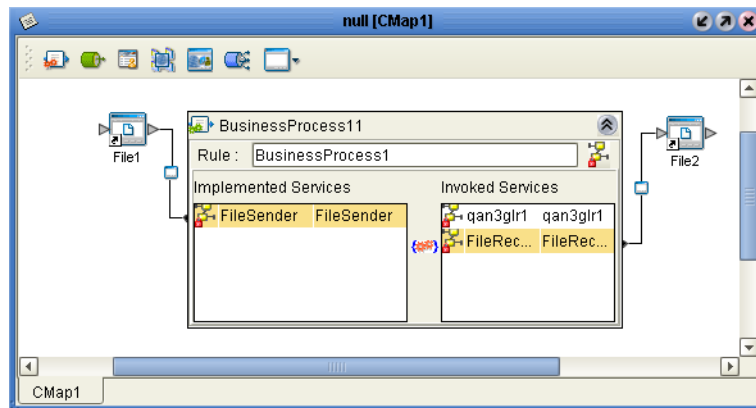 null [CMap1]
BusinessProcess11
Rule : BusinessProcess1
File1
File2
Implemented Services
Invoked Services
FileSender FileSender
qan3glr1 qan3glr1
FileRec... FileRec...
CMap1